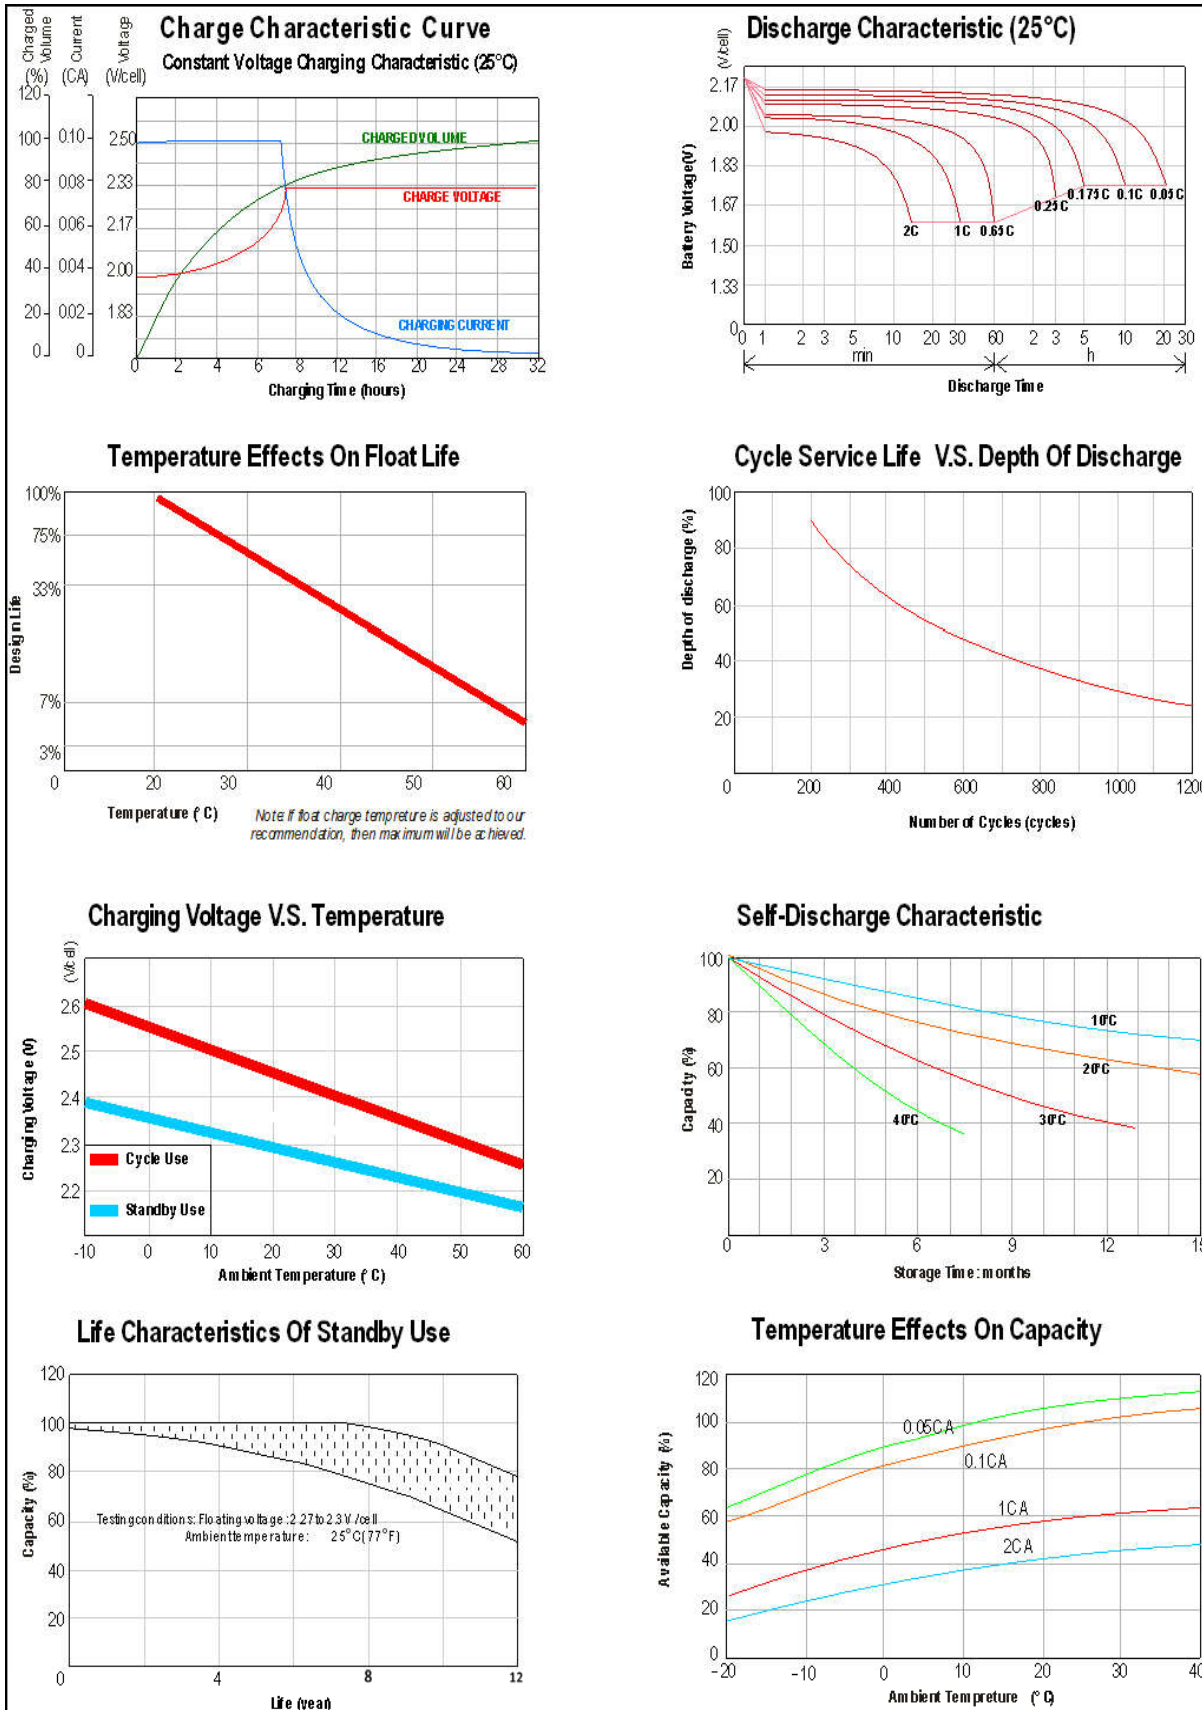 Charge Characteristic Curve
Constant Voltage Charging Characteristic (25°C)
Charged Volume (%)
Current (CA)
Voltage (V/cell)
120
100 0.10 2.50
80 0.08 2.33
2.17
60 0.06
40 0.04 2.00
20 0.02 1.83
0 0
CHARGED VOLUME
CHARGE VOLTAGE
CHARGING CURRENT
0 2 4 6 8 12 16 20 24 28 32
Charging Time (hours)
Discharge Characteristic (25°C)
(V/cell)
Battery Voltage(V)
2.17
2.00
1.83
1.67
1.50
1.33
0
2C 1C 0.65C 0.25C 0.175C 0.1C 0.05C
0 1 2 3 5 10 20 30 60 2 3 5 10 20 30
min h
Discharge Time
Temperature Effects On Float Life
Design Life
100%
75%
33%
7%
3%
0 20 30 40 50 60
Temperature (°C)
Note: If float charge tempreture is adjusted to our
recommendation, then maximum will be achieved.
Cycle Service Life V.S. Depth Of Discharge
Depth of discharge (%)
100
80
60
40
20
0 200 400 600 800 1000 1200
Number of Cycles (cycles)
Charging Voltage V.S. Temperature
(V/cell)
Charging Voltage (V)
2.6
2.5
2.4
2.3
2.2
Cycle Use
Standby Use
-10 0 10 20 30 40 50 60
Ambient Temperature (°C)
Self-Discharge Characteristic
Capacity (%)
100
80
60
40
20
10°C
20°C
30°C
40°C
0 3 6 9 12 15
Storage Time: months
Life Characteristics Of Standby Use
Capacity (%)
120
100
80
60
40
20
Testing conditions: Floating voltage :2.27 to 2.3V /cell
Ambient temperature : 25°C(77°F)
0 4 8 12
Life (year)
Temperature Effects On Capacity
Available Capacity (%)
120
100
80
60
40
20
0
0.05CA
0.1CA
1CA
2CA
-20 -10 0 10 20 30 40
Ambient Tempreture (°C)